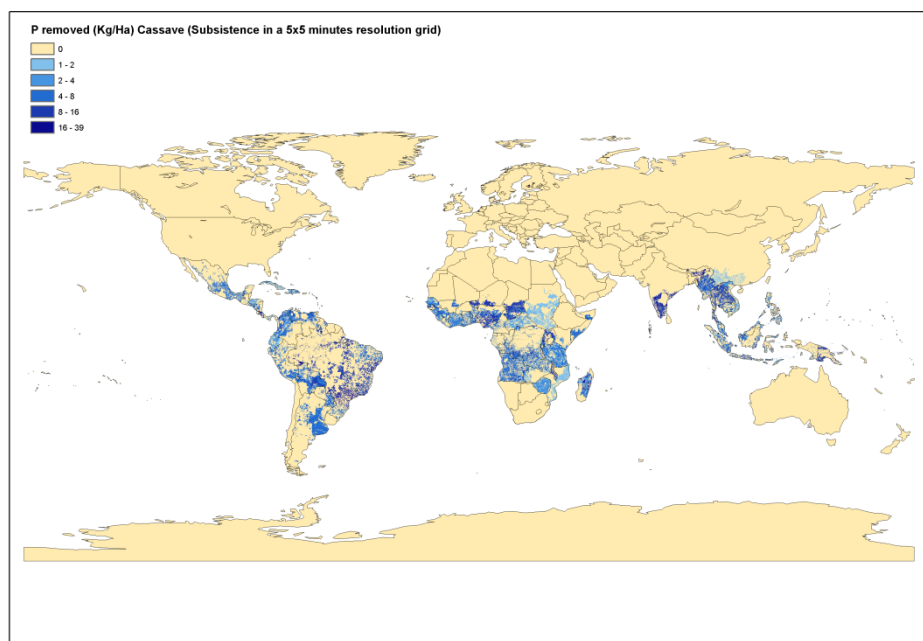 P removed (Kg/Ha) Cassave (Subsistence in a 5x5 minutes resolution grid)
0
1 - 2
2 - 4
4 - 8
8 - 16
16 - 39